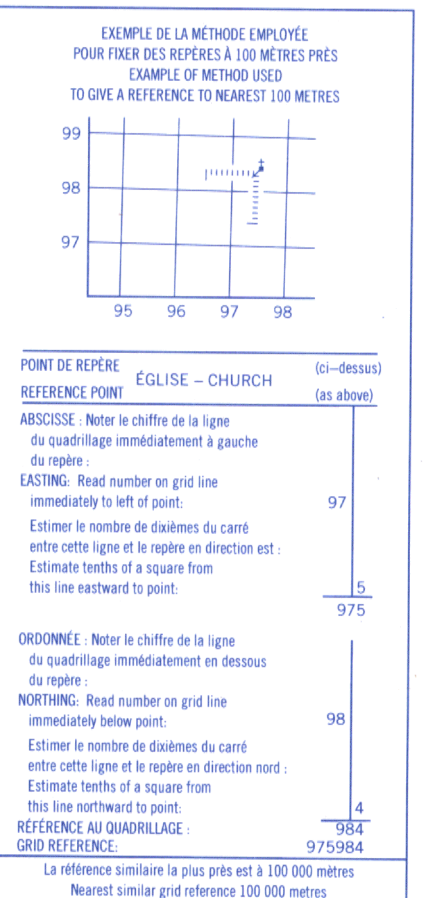 EXEMPLE DE LA MÉTHODE EMPLOYÉE
POUR FIXER DES REPÈRES À 100 MÈTRES PRÈS
EXAMPLE OF METHOD USED
TO GIVE A REFERENCE TO NEAREST 100 METRES
99
98
97
95 96 97 98
POINT DE REPÈRE
REFERENCE POINT
ÉGLISE – CHURCH
(ci–dessus)
(as above)
ABSCISSE : Noter le chiffre de la ligne
du quadrillage immédiatement à gauche
du repère :
EASTING: Read number on grid line
immediately to left of point: 97
Estimer le nombre de dixièmes du carré
entre cette ligne et le repère en direction est :
Estimate tenths of a square from
this line eastward to point: 5
975
ORDONNÉE : Noter le chiffre de la ligne
du quadrillage immédiatement en dessous
du repère :
NORTHING: Read number on grid line
immediately below point: 98
Estimer le nombre de dixièmes du carré
entre cette ligne et le repère en direction nord :
Estimate tenths of a square from
this line northward to point: 4
RÉFÉRENCE AU QUADRILLAGE : 984
GRID REFERENCE: 975984
La référence similaire la plus près est à 100 000 mètres
Nearest similar grid reference 100 000 metres